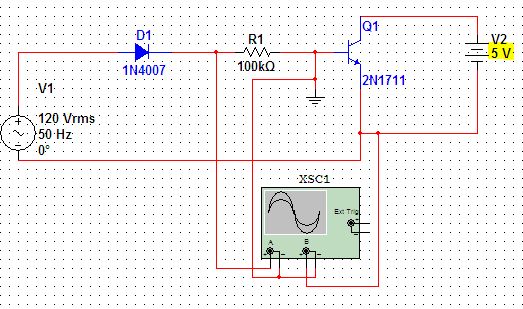 Q1
D1
R1
V2
5 V
1N4007
100kΩ
2N1711
V1
120 Vrms
50 Hz
0°
XSC1
Ext Trig
+
-
A
B
+ - + -